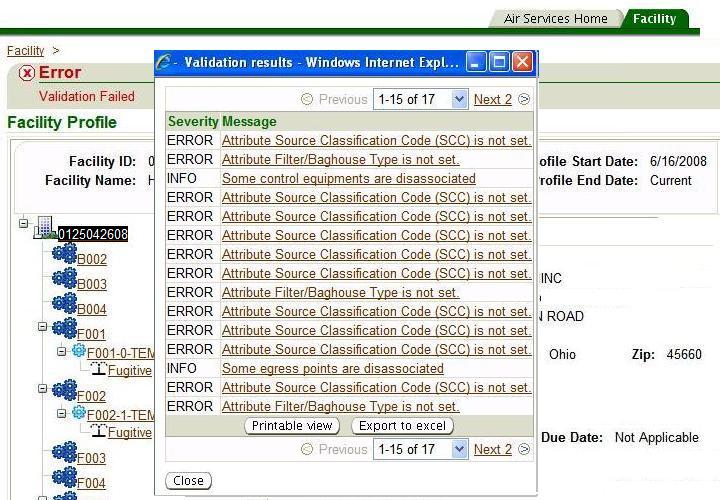 Air Services Home
Facility
Facility >
Error
Validation Failed
Facility Profile
Facility ID: 0
Facility Name: H
0125042608
B002
B003
B004
F001
F001-0-TEM
Fugitive
F002
F002-1-TEM
Fugitive
F003
F004
Validation results - Windows Internet Expl...
Previous 1-15 of 17 Next 2
Severity Message
ERROR Attribute Source Classification Code (SCC) is not set.
ERROR Attribute Filter/Baghouse Type is not set.
INFO Some control equipments are disassociated
ERROR Attribute Source Classification Code (SCC) is not set.
ERROR Attribute Source Classification Code (SCC) is not set.
ERROR Attribute Source Classification Code (SCC) is not set.
ERROR Attribute Source Classification Code (SCC) is not set.
ERROR Attribute Source Classification Code (SCC) is not set.
ERROR Attribute Filter/Baghouse Type is not set.
ERROR Attribute Source Classification Code (SCC) is not set.
ERROR Attribute Source Classification Code (SCC) is not set.
ERROR Attribute Source Classification Code (SCC) is not set.
INFO Some egress points are disassociated
ERROR Attribute Source Classification Code (SCC) is not set.
ERROR Attribute Filter/Baghouse Type is not set.
Printable view Export to excel
Previous 1-15 of 17 Next 2
Close
ofile Start Date: 6/16/2008
rofile End Date: Current
INC
ROAD
Ohio Zip: 45660
Due Date: Not Applicable